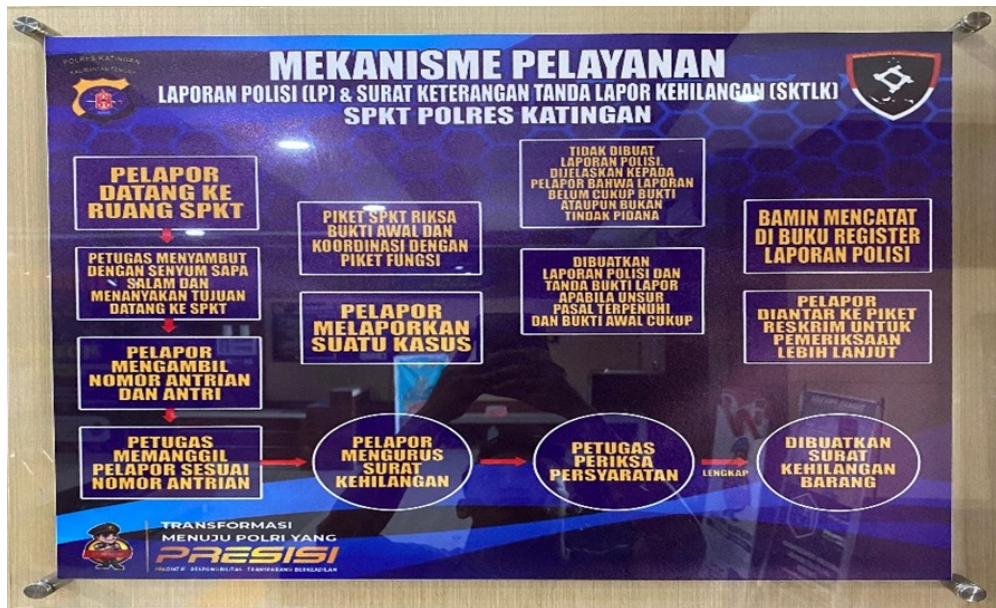 POLRES KATINGAN
KALIMANTAN TENGAH
MEKANISME PELAYANAN
LAPORAN POLISI (LP) & SURAT KETERANGAN TANDA LAPOR KEHILANGAN (SKTLK)
SPKT POLRES KATINGAN
PELAPOR
DATANG KE
RUANG SPKT
PETUGAS MENYAMBUT
DENGAN SENYUM SAPA
SALAM DAN
MENANYAKAN TUJUAN
DATANG KE SPKT
PELAPOR
MENGAMBIL
NOMOR ANTRIAN
DAN ANTRI
PETUGAS
MEMANGGIL
PELAPOR SESUAI
NOMOR ANTRIAN
PIKET SPKT RIKSA
BUKTI AWAL DAN
KOORDINASI DENGAN
PIKET FUNGSI
PELAPOR
MELAPORKAN
SUATU KASUS
PELAPOR
MENGURUS
SURAT
KEHILANGAN
TIDAK DIBUAT
LAPORAN POLISI.
DIJELASKAN KEPADA
PELAPOR BAHWA LAPORAN
BELUM CUKUP BUKTI
ATAUPUN BUKAN
TINDAK PIDANA
DIBUATKAN
LAPORAN POLISI DAN
TANDA BUKTI LAPOR
APABILA UNSUR
PASAL TERPENUHI
DAN BUKTI AWAL CUKUP
PETUGAS
PERIKSA
PERSYARATAN
LENGKAP
BAMIN MENCATAT
DI BUKU REGISTER
LAPORAN POLISI
PELAPOR
DIANTAR KE PIKET
RESKRIM UNTUK
PEMERIKSAAN
LEBIH LANJUT
DIBUATKAN
SURAT
KEHILANGAN
BARANG
TRANSFORMASI
MENUJU POLRI YANG
PRESISI
PREDIKTIF RESPONSIBILITAS TRANSPARANSI BERKEADILAN